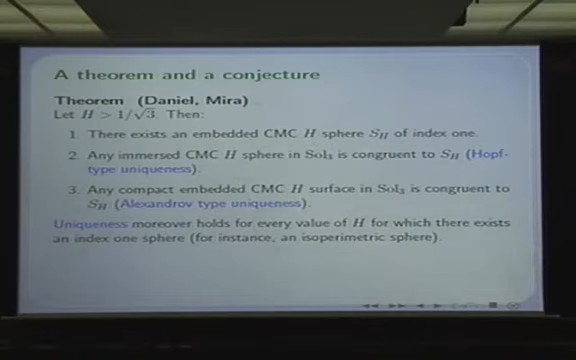 A theorem and a conjecture
Theorem (Daniel, Mira)
Let H > 1/√3. Then:
1. There exists an embedded CMC H sphere S_H of index one.
2. Any immersed CMC H sphere in Sol₃ is congruent to S_H (Hopf-
type uniqueness).
3. Any compact embedded CMC H surface in Sol₃ is congruent to
S_H (Alexandrov type uniqueness).
Uniqueness moreover holds for every value of H for which there exists
an index one sphere (for instance, an isoperimetric sphere).